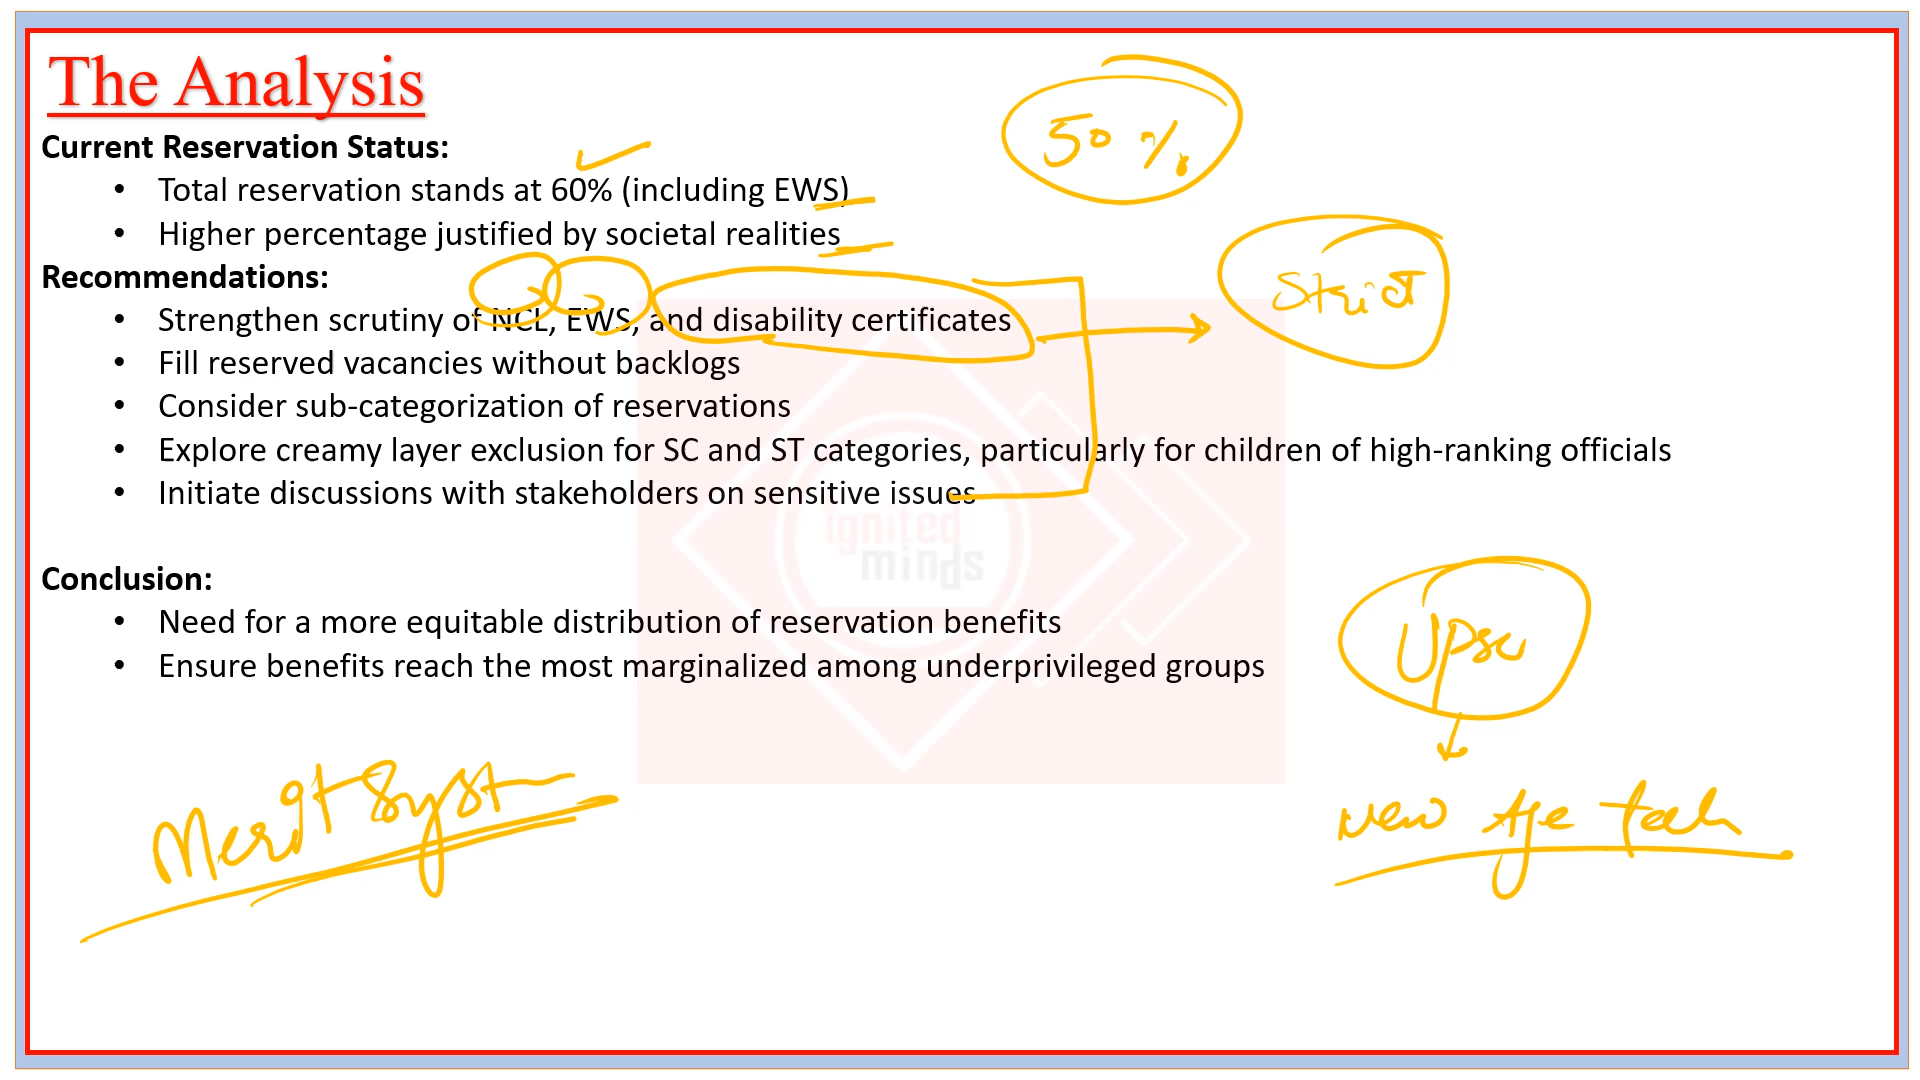 The Analysis
50 %
Current Reservation Status:
• Total reservation stands at 60% (including EWS)
• Higher percentage justified by societal realities
Recommendations:
Strict
• Strengthen scrutiny of NCL, EWS, and disability certificates
• Fill reserved vacancies without backlogs
• Consider sub-categorization of reservations
• Explore creamy layer exclusion for SC and ST categories, particularly for children of high-ranking officials
• Initiate discussions with stakeholders on sensitive issues
ignited
minds
Conclusion:
• Need for a more equitable distribution of reservation benefits
UPSC
• Ensure benefits reach the most marginalized among underprivileged groups
Merit
New Age Tech